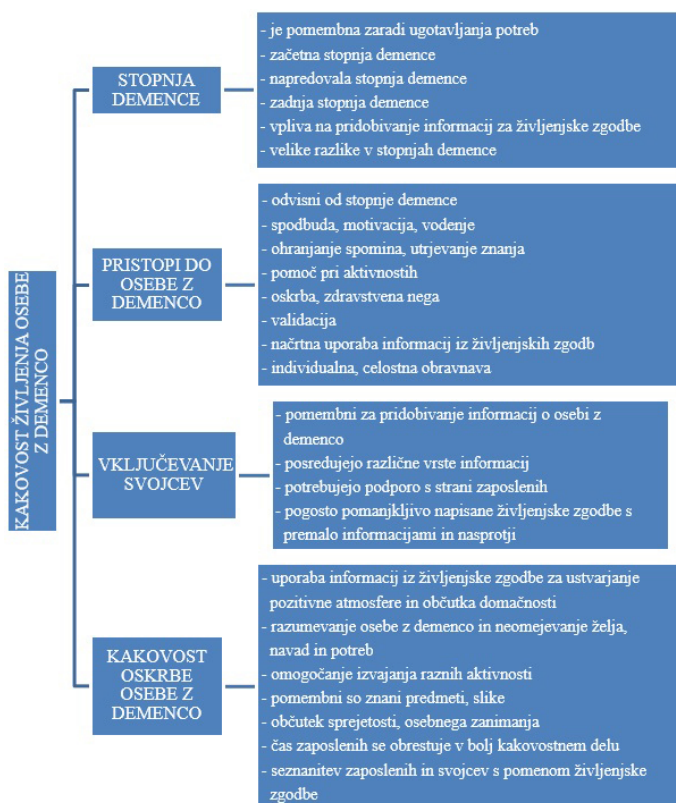 KAKOVOST ŽIVLJENJA OSEBE
Z DEMENCO
STOPNJA
DEMENCE
- je pomembna zaradi ugotavljanja potreb
- začetna stopnja demence
- napredovala stopnja demence
- zadnja stopnja demence
- vpliva na pridobivanje informacij za življenjske zgodbe
- velike razlike v stopnjah demence
PRISTOPI DO
OSEBE Z
DEMENCO
- odvisni od stopnje demence
- spodbuda, motivacija, vodenje
- ohranjanje spomina, utrjevanje znanja
- pomoč pri aktivnostih
- oskrba, zdravstvena nega
- validacija
- načrtna uporaba informacij iz življenjskih zgodb
- individualna, celostna obravnava
VKLJUČEVANJE
SVOJCEV
- pomembni za pridobivanje informacij o osebi z
demenco
- posredujejo različne vrste informacij
- potrebujejo podporo s strani zaposlenih
- pogosto pomanjkljivo napisane življenjske zgodbe s
premalo informacijami in nasprotji
KAKOVOST
OSKRBE
OSEBE Z
DEMENCO
- uporaba informacij iz življenjske zgodbe za ustvarjanje
pozitivne atmosfere in občutka domačnosti
- razumevanje osebe z demenco in neomejevanje želja,
navad in potreb
- omogočanje izvajanja raznih aktivnosti
- pomembni so znani predmeti, slike
- občutek sprejetosti, osebnega zanimanja
- čas zaposlenih se obrestuje v bolj kakovostnem delu
- seznanitev zaposlenih in svojcev s pomenom življenjske
zgodbe